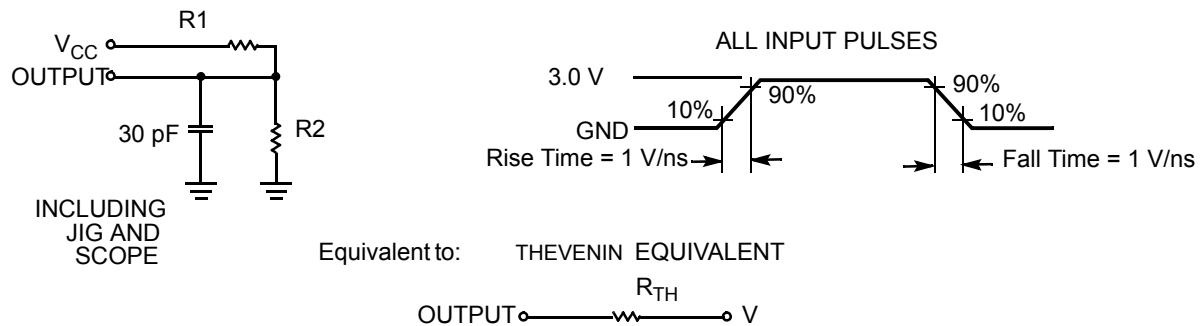 R1
V_CC
OUTPUT
30 pF
R2
INCLUDING
JIG AND
SCOPE
ALL INPUT PULSES
3.0 V
GND
10%
90%
90%
10%
Rise Time = 1 V/ns
Fall Time = 1 V/ns
Equivalent to: THEVENIN EQUIVALENT
R_TH
OUTPUT V